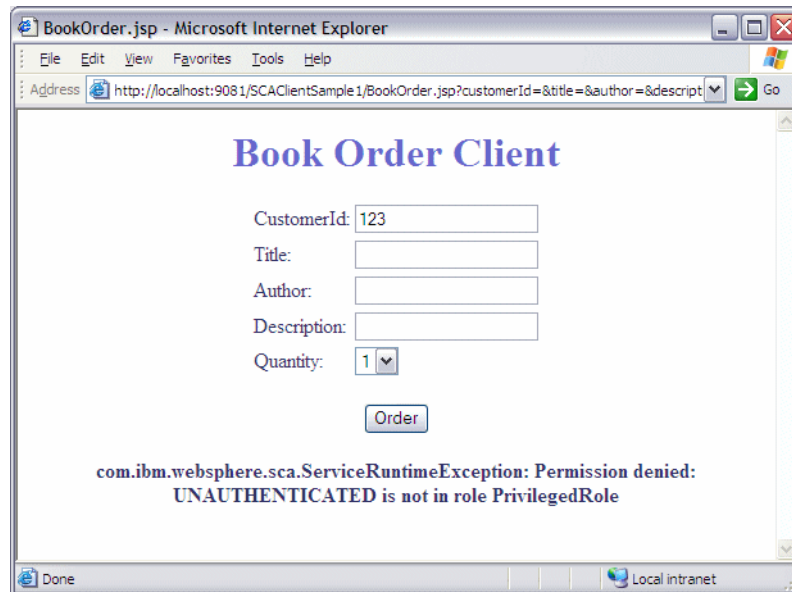 BookOrder.jsp - Microsoft Internet Explorer
File Edit View Favorites Tools Help
Address http://localhost:9081/SCAClientSample1/BookOrder.jsp?customerId=&title=&author=&descript Go
Book Order Client
CustomerId: 123
Title:
Author:
Description:
Quantity: 1
Order
com.ibm.websphere.sca.ServiceRuntimeException: Permission denied:
UNAUTHENTICATED is not in role PrivilegedRole
Done Local intranet